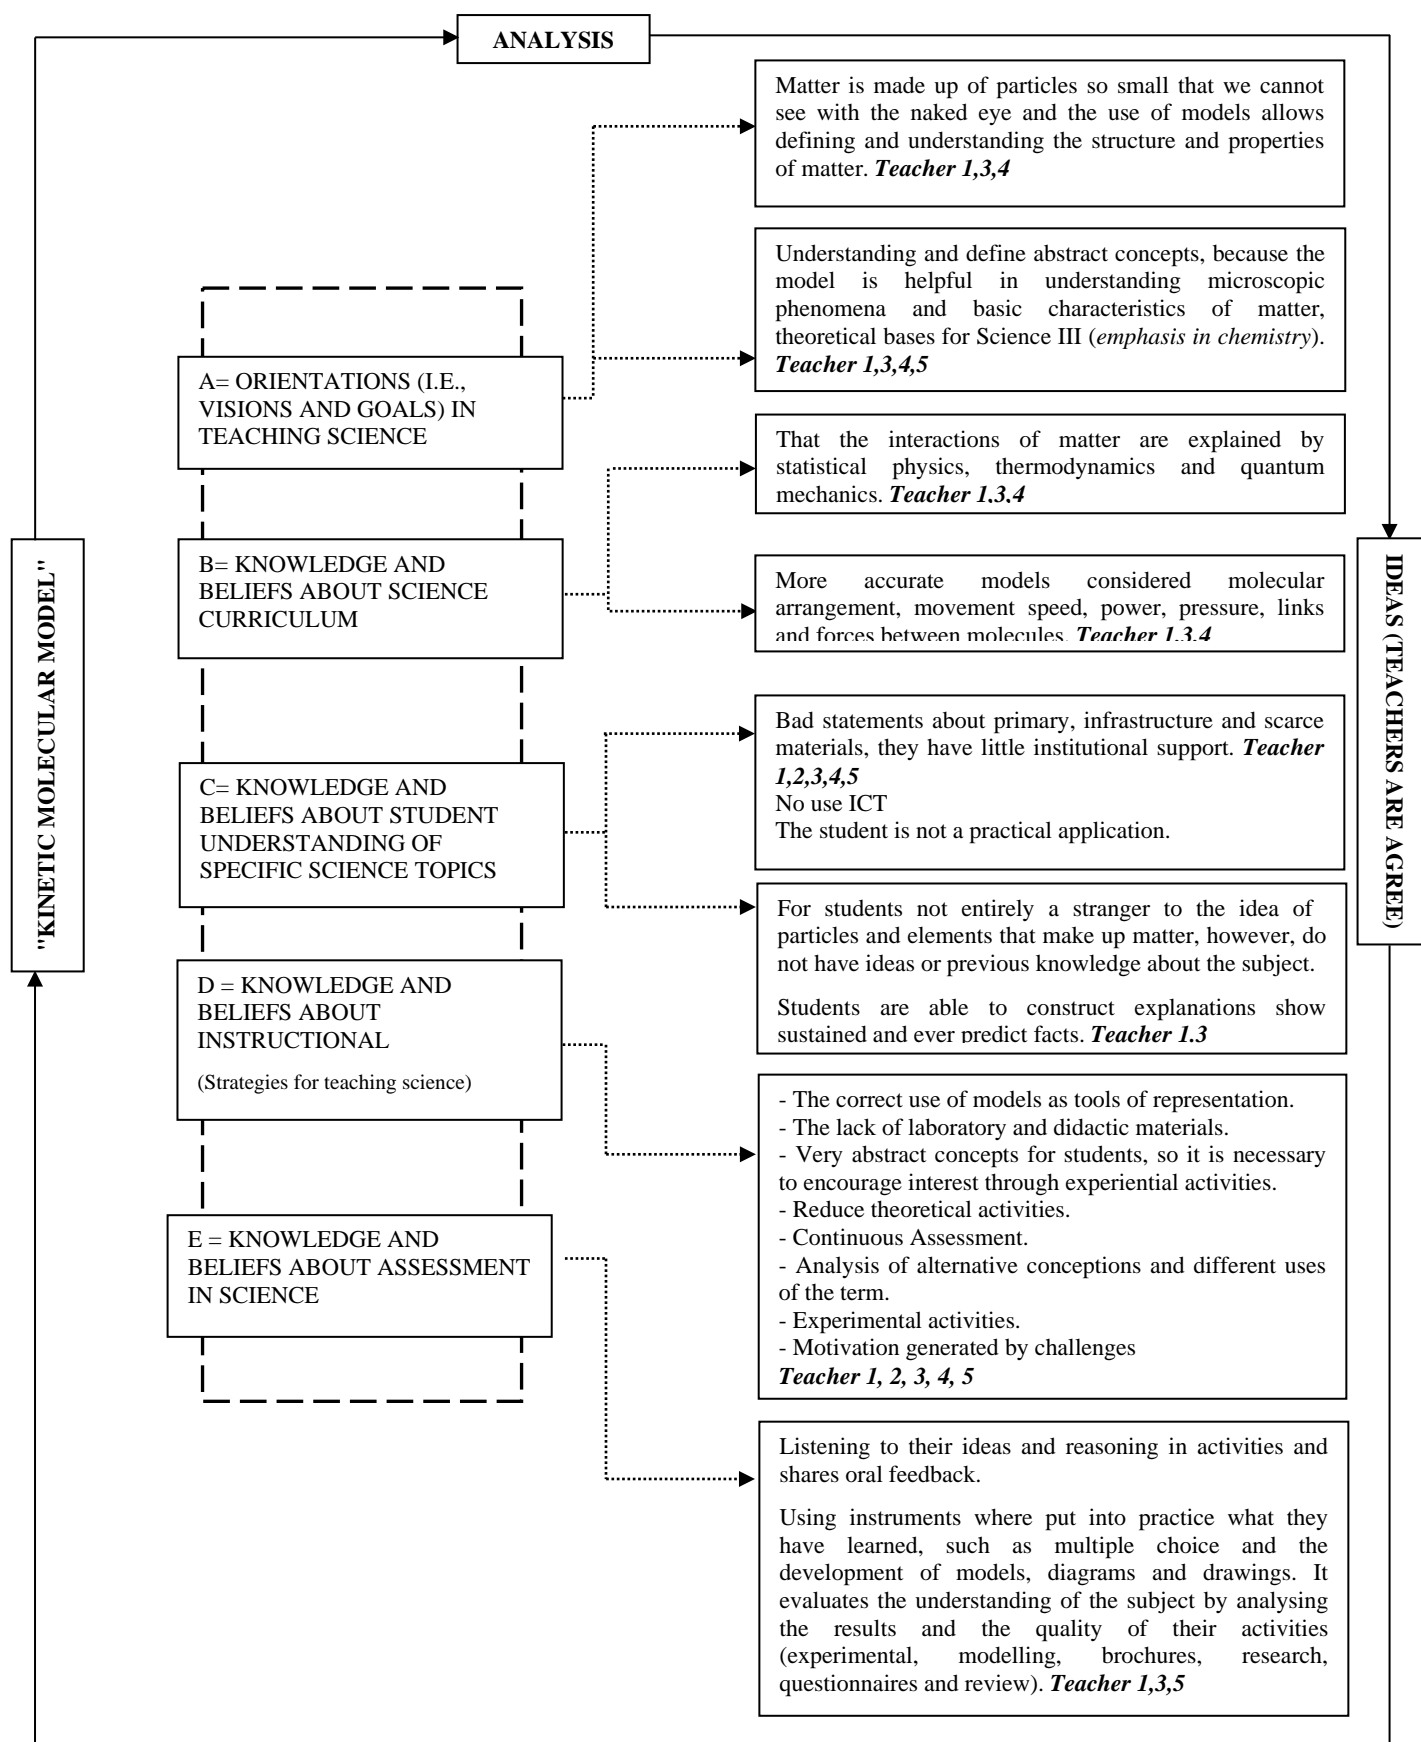 ANALYSIS
Matter is made up of particles so small that we cannot
see with the naked eye and the use of models allows
defining and understanding the structure and properties
of matter. Teacher 1,3,4
Understanding and define abstract concepts, because the
model is helpful in understanding microscopic
phenomena and basic characteristics of matter,
theoretical bases for Science III (emphasis in chemistry).
Teacher 1,3,4,5
A= ORIENTATIONS (I.E.,
VISIONS AND GOALS) IN
TEACHING SCIENCE
That the interactions of matter are explained by
statistical physics, thermodynamics and quantum
mechanics. Teacher 1,3,4
"KINETIC MOLECULAR MODEL"
B= KNOWLEDGE AND
BELIEFS ABOUT SCIENCE
CURRICULUM
More accurate models considered molecular
arrangement, movement speed, power, pressure, links
and forces between molecules. Teacher 1,3,4
IDEAS (TEACHERS ARE AGREE)
C= KNOWLEDGE AND
BELIEFS ABOUT STUDENT
UNDERSTANDING OF
SPECIFIC SCIENCE TOPICS
Bad statements about primary, infrastructure and scarce
materials, they have little institutional support. Teacher
1,2,3,4,5
No use ICT
The student is not a practical application.
For students not entirely a stranger to the idea of
particles and elements that make up matter, however, do
not have ideas or previous knowledge about the subject.
Students are able to construct explanations show
sustained and ever predict facts. Teacher 1.3
D = KNOWLEDGE AND
BELIEFS ABOUT
INSTRUCTIONAL
(Strategies for teaching science)
- The correct use of models as tools of representation.
- The lack of laboratory and didactic materials.
- Very abstract concepts for students, so it is necessary
to encourage interest through experiential activities.
- Reduce theoretical activities.
- Continuous Assessment.
- Analysis of alternative conceptions and different uses
of the term.
- Experimental activities.
- Motivation generated by challenges
Teacher 1, 2, 3, 4, 5
E = KNOWLEDGE AND
BELIEFS ABOUT ASSESSMENT
IN SCIENCE
Listening to their ideas and reasoning in activities and
shares oral feedback.
Using instruments where put into practice what they
have learned, such as multiple choice and the
development of models, diagrams and drawings. It
evaluates the understanding of the subject by analysing
the results and the quality of their activities
(experimental, modelling, brochures, research,
questionnaires and review). Teacher 1,3,5